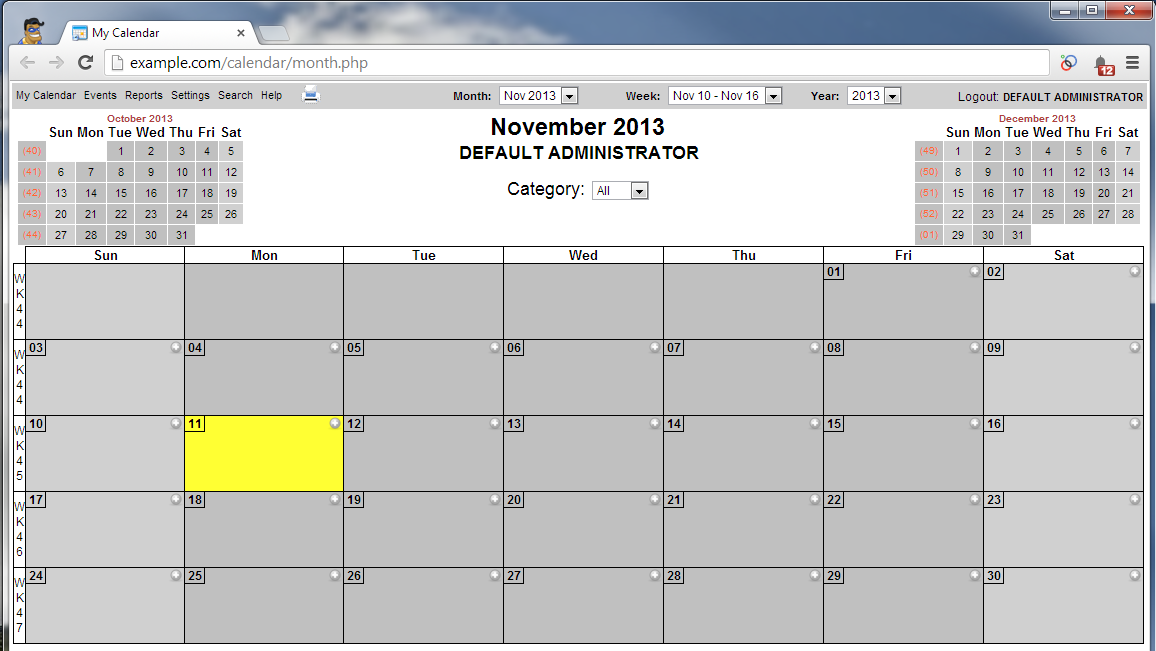 My Calendar
example.com/calendar/month.php
12
My Calendar Events Reports Settings Search Help Month: Nov 2013 Week: Nov 10 - Nov 16 Year: 2013 Logout: DEFAULT ADMINISTRATOR
October 2013
Sun Mon Tue Wed Thu Fri Sat
(40) 1 2 3 4 5
(41) 6 7 8 9 10 11 12
(42) 13 14 15 16 17 18 19
(43) 20 21 22 23 24 25 26
(44) 27 28 29 30 31
November 2013
DEFAULT ADMINISTRATOR
Category: All
December 2013
Sun Mon Tue Wed Thu Fri Sat
(49) 1 2 3 4 5 6 7
(50) 8 9 10 11 12 13 14
(51) 15 16 17 18 19 20 21
(52) 22 23 24 25 26 27 28
(01) 29 30 31
Sun Mon Tue Wed Thu Fri Sat
WK44 01 02
WK44 03 04 05 06 07 08 09
WK45 10 11 12 13 14 15 16
WK46 17 18 19 20 21 22 23
WK47 24 25 26 27 28 29 30